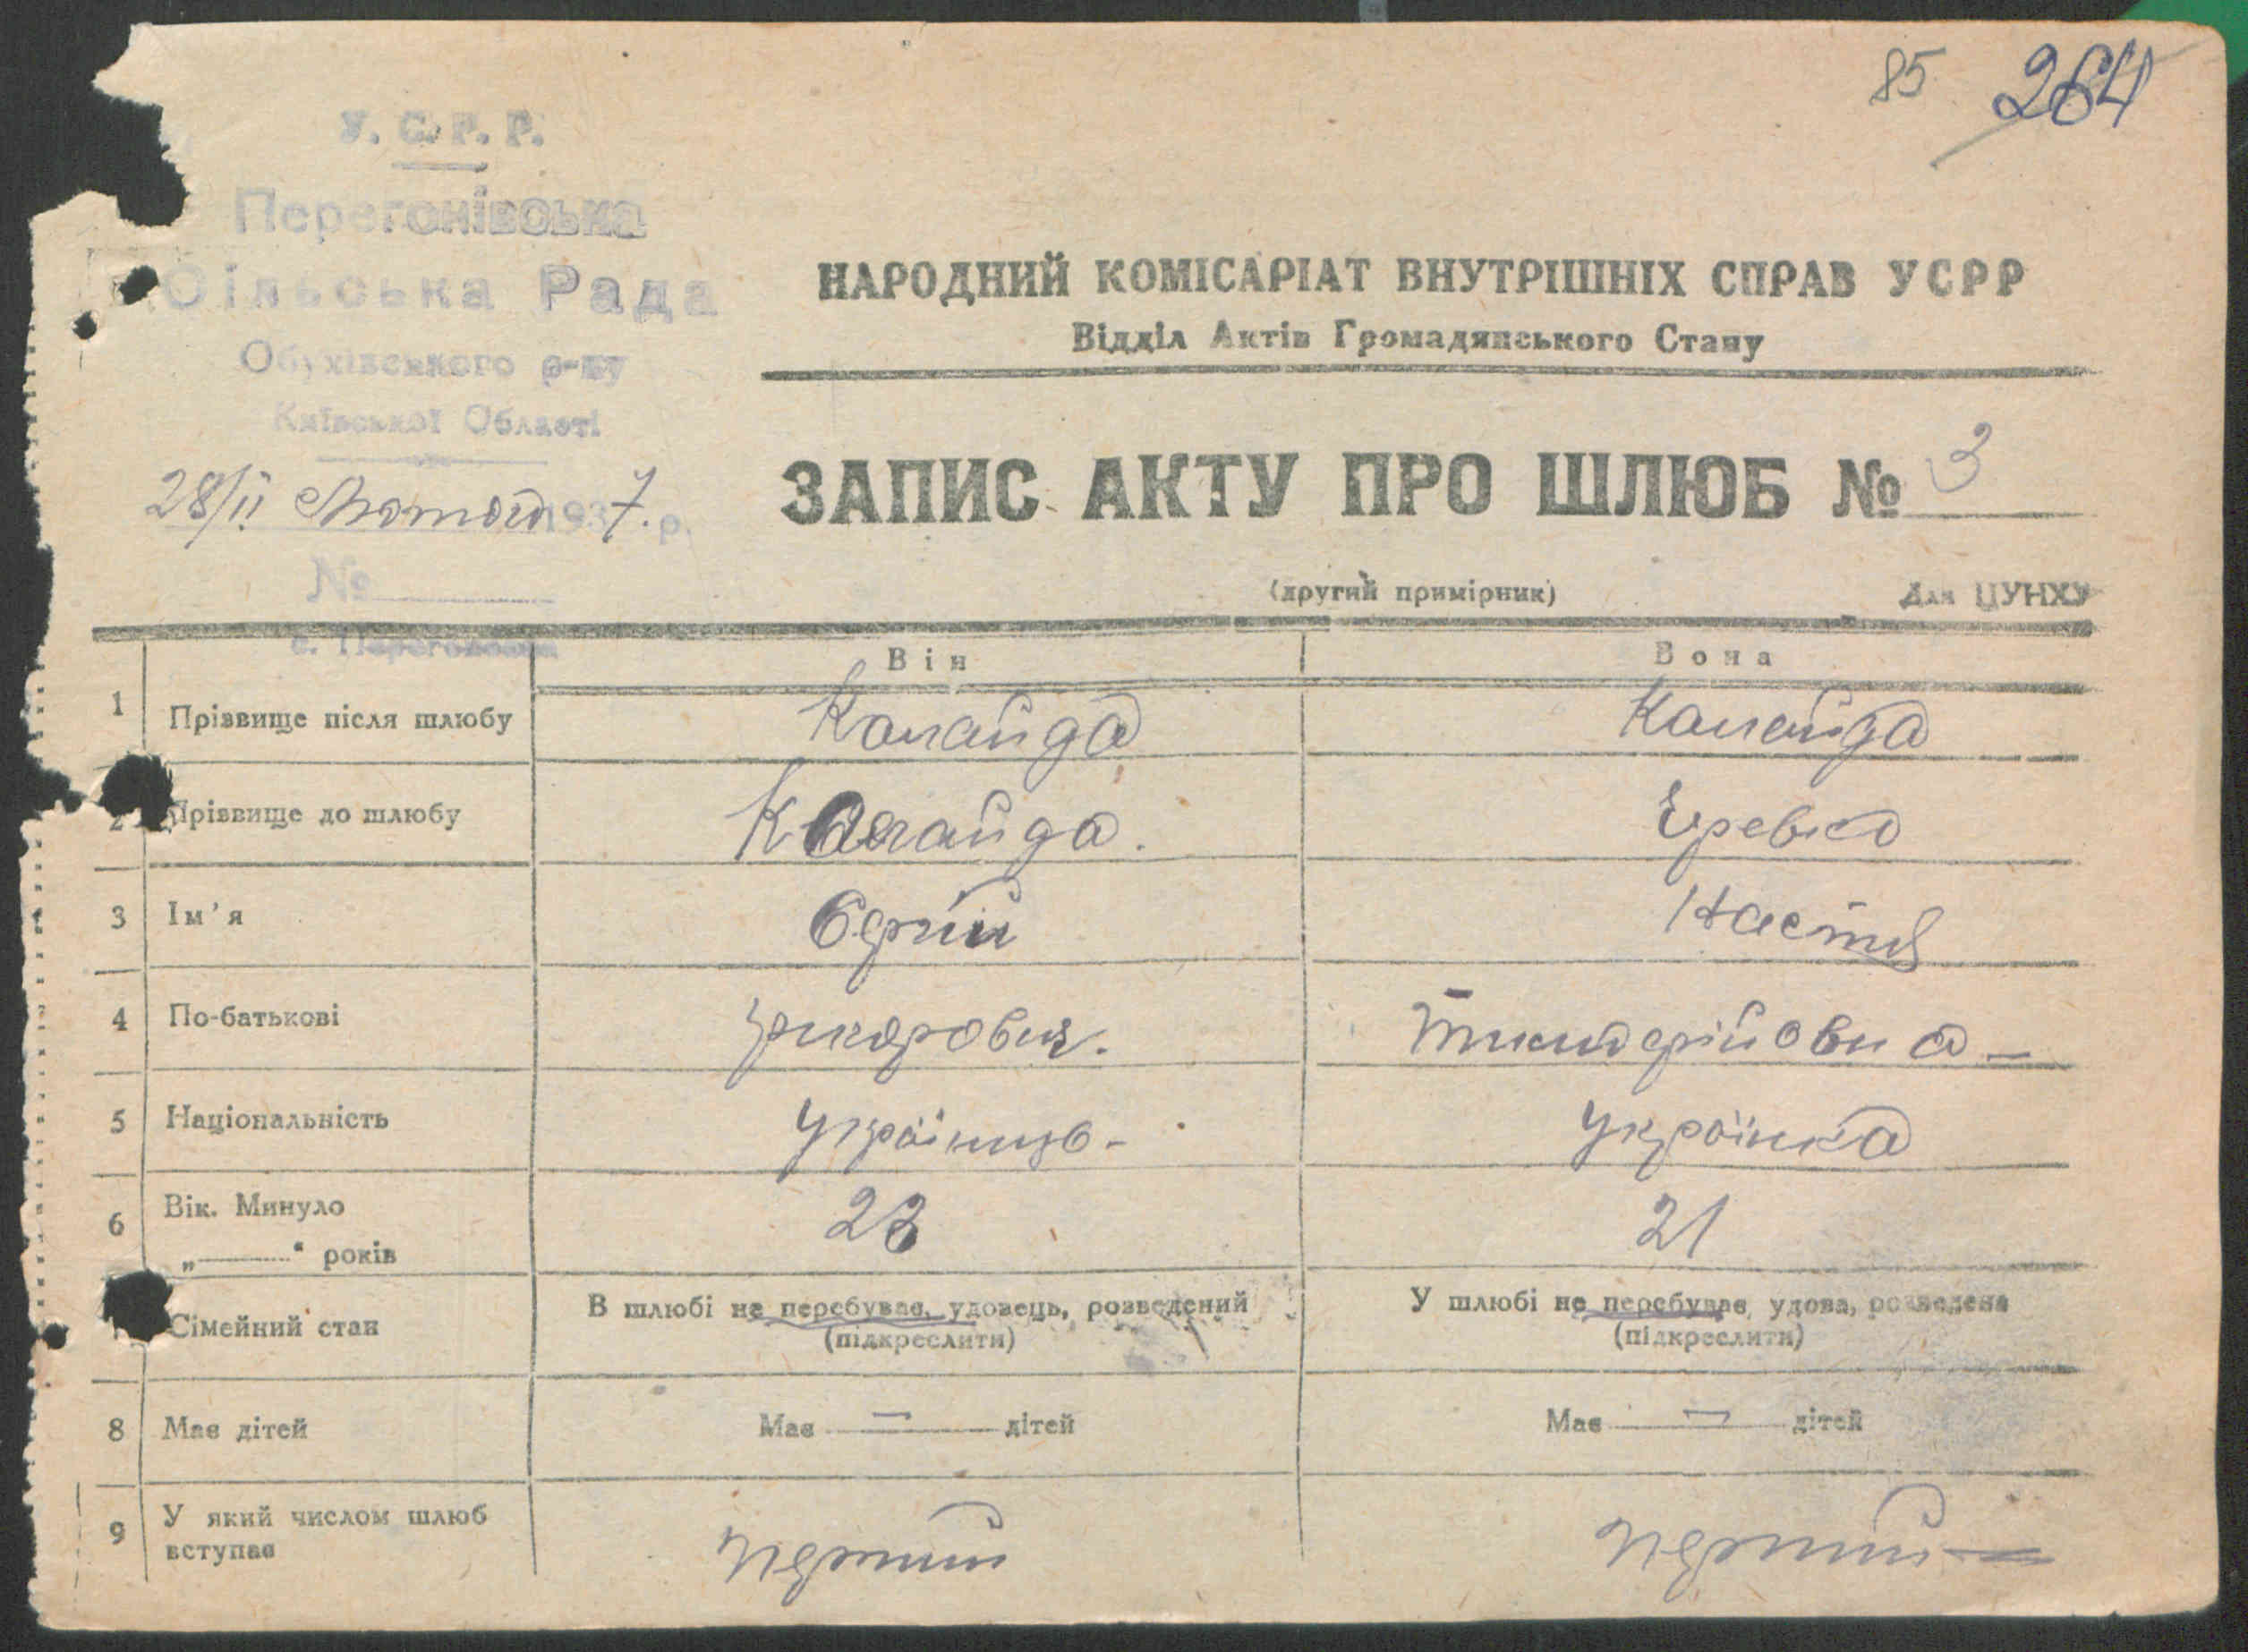 85 264
У. С. Р. Р.
Перегонівська
Сільська Рада
Обухівського р-ну
Київської Області
28/II Лютого 1937. р.
№
с. Перегонівка
НАРОДНИЙ КОМІСАРІАТ ВНУТРІШНІХ СПРАВ УСРР
Відділ Актів Громадянського Стану
ЗАПИС АКТУ ПРО ШЛЮБ № 3
(другий примірник) Для ЦУНХУ
Він Вона
1 Прізвище після шлюбу Калайда Калайда
2 Прізвище до шлюбу Калайда.
3 Ім'я Сергій Настя
4 По-батькові
5 Національність Українець- Українка
6 Вік. Минуло 23 21
„ “ років
Сімейний стан В шлюбі не перебуває, удовець, розведений У шлюбі не перебуває удова, розведена
(підкреслити) (підкреслити)
8 Має дітей Має — дітей Має — дітей
9 У який числом шлюб
вступає перший перший